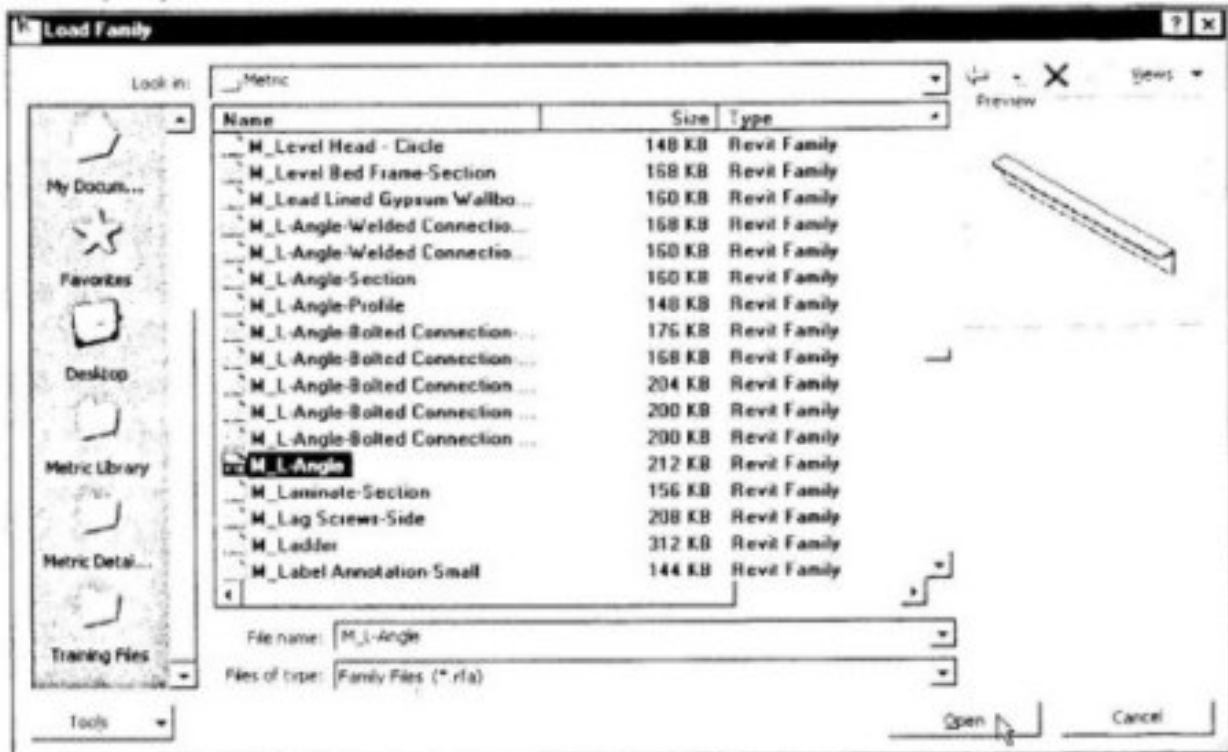 Load Family
Look in: Metric
Views
Preview
Name Size Type
M_Level Head - Circle 148 KB Revit Family
M_Level Bed Frame-Section 168 KB Revit Family
M_Lead Lined Gypsum Wallbo... 160 KB Revit Family
M_L-Angle-Welded Connectio... 168 KB Revit Family
M_L-Angle-Welded Connectio... 160 KB Revit Family
M_L-Angle-Section 160 KB Revit Family
M_L-Angle-Profile 148 KB Revit Family
M_L-Angle-Bolted Connection-... 176 KB Revit Family
M_L-Angle-Bolted Connection ... 168 KB Revit Family
M_L-Angle-Bolted Connection ... 204 KB Revit Family
M_L-Angle-Bolted Connection ... 200 KB Revit Family
M_L-Angle-Bolted Connection ... 200 KB Revit Family
M_L-Angle 212 KB Revit Family
M_Laminate-Section 156 KB Revit Family
M_Lag Screws-Side 208 KB Revit Family
M_Ladder 312 KB Revit Family
M_Label Annotation-Small 144 KB Revit Family
My Docum...
Favorites
Desktop
Metric Library
Metric Detai...
Training Files
File name: M_L-Angle
Files of type: Family Files (*.rfa)
Tools
Open
Cancel